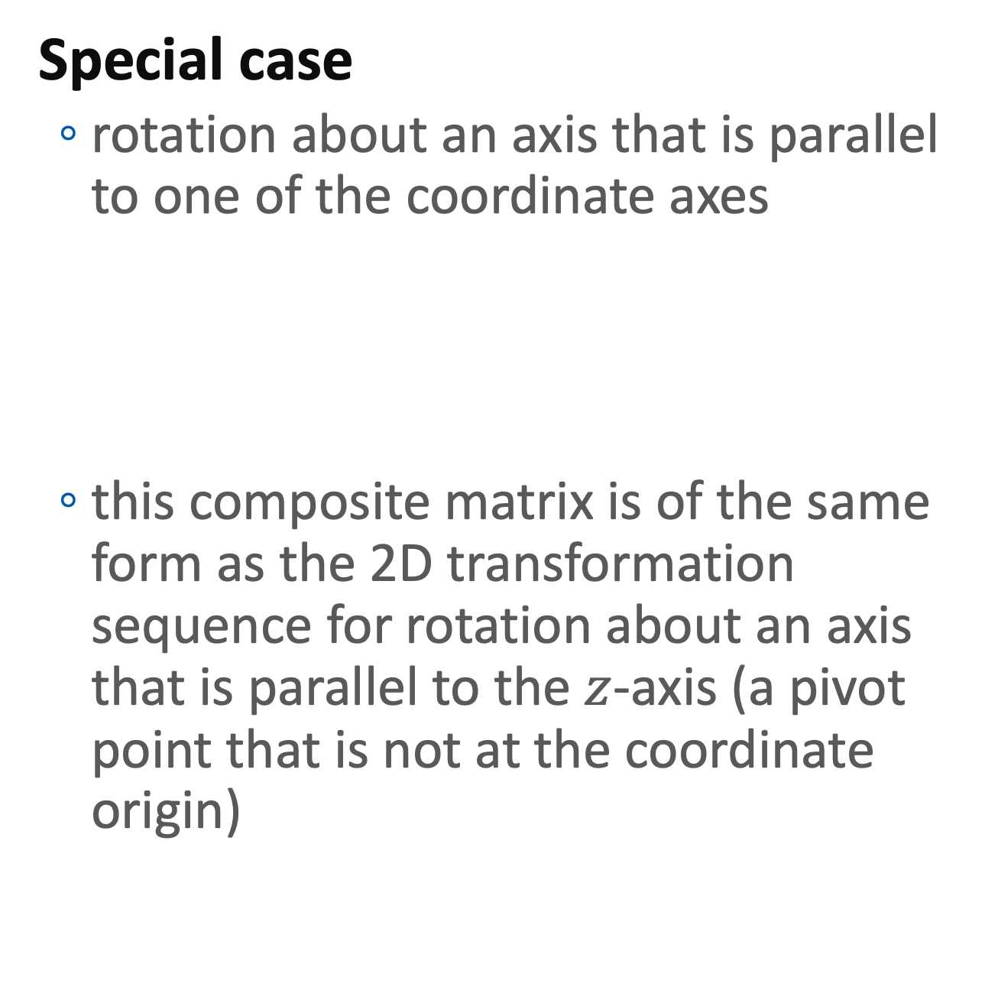 Special case
◦ rotation about an axis that is parallel
to one of the coordinate axes
◦ this composite matrix is of the same
form as the 2D transformation
sequence for rotation about an axis
that is parallel to the z-axis (a pivot
point that is not at the coordinate
origin)